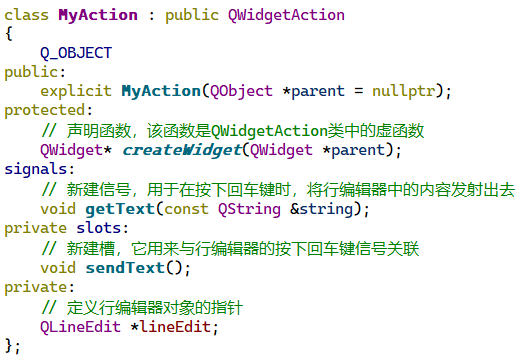 class MyAction : public QWidgetAction
{
    Q_OBJECT
public:
    explicit MyAction(QObject *parent = nullptr);
protected:
    // 声明函数，该函数是QWidgetAction类中的虚函数
    QWidget* createWidget(QWidget *parent);
signals:
    // 新建信号，用于在按下回车键时，将行编辑器中的内容发射出去
    void getText(const QString &string);
private slots:
    // 新建槽，它用来与行编辑器的按下回车键信号关联
    void sendText();
private:
    // 定义行编辑器对象的指针
    QLineEdit *lineEdit;
};